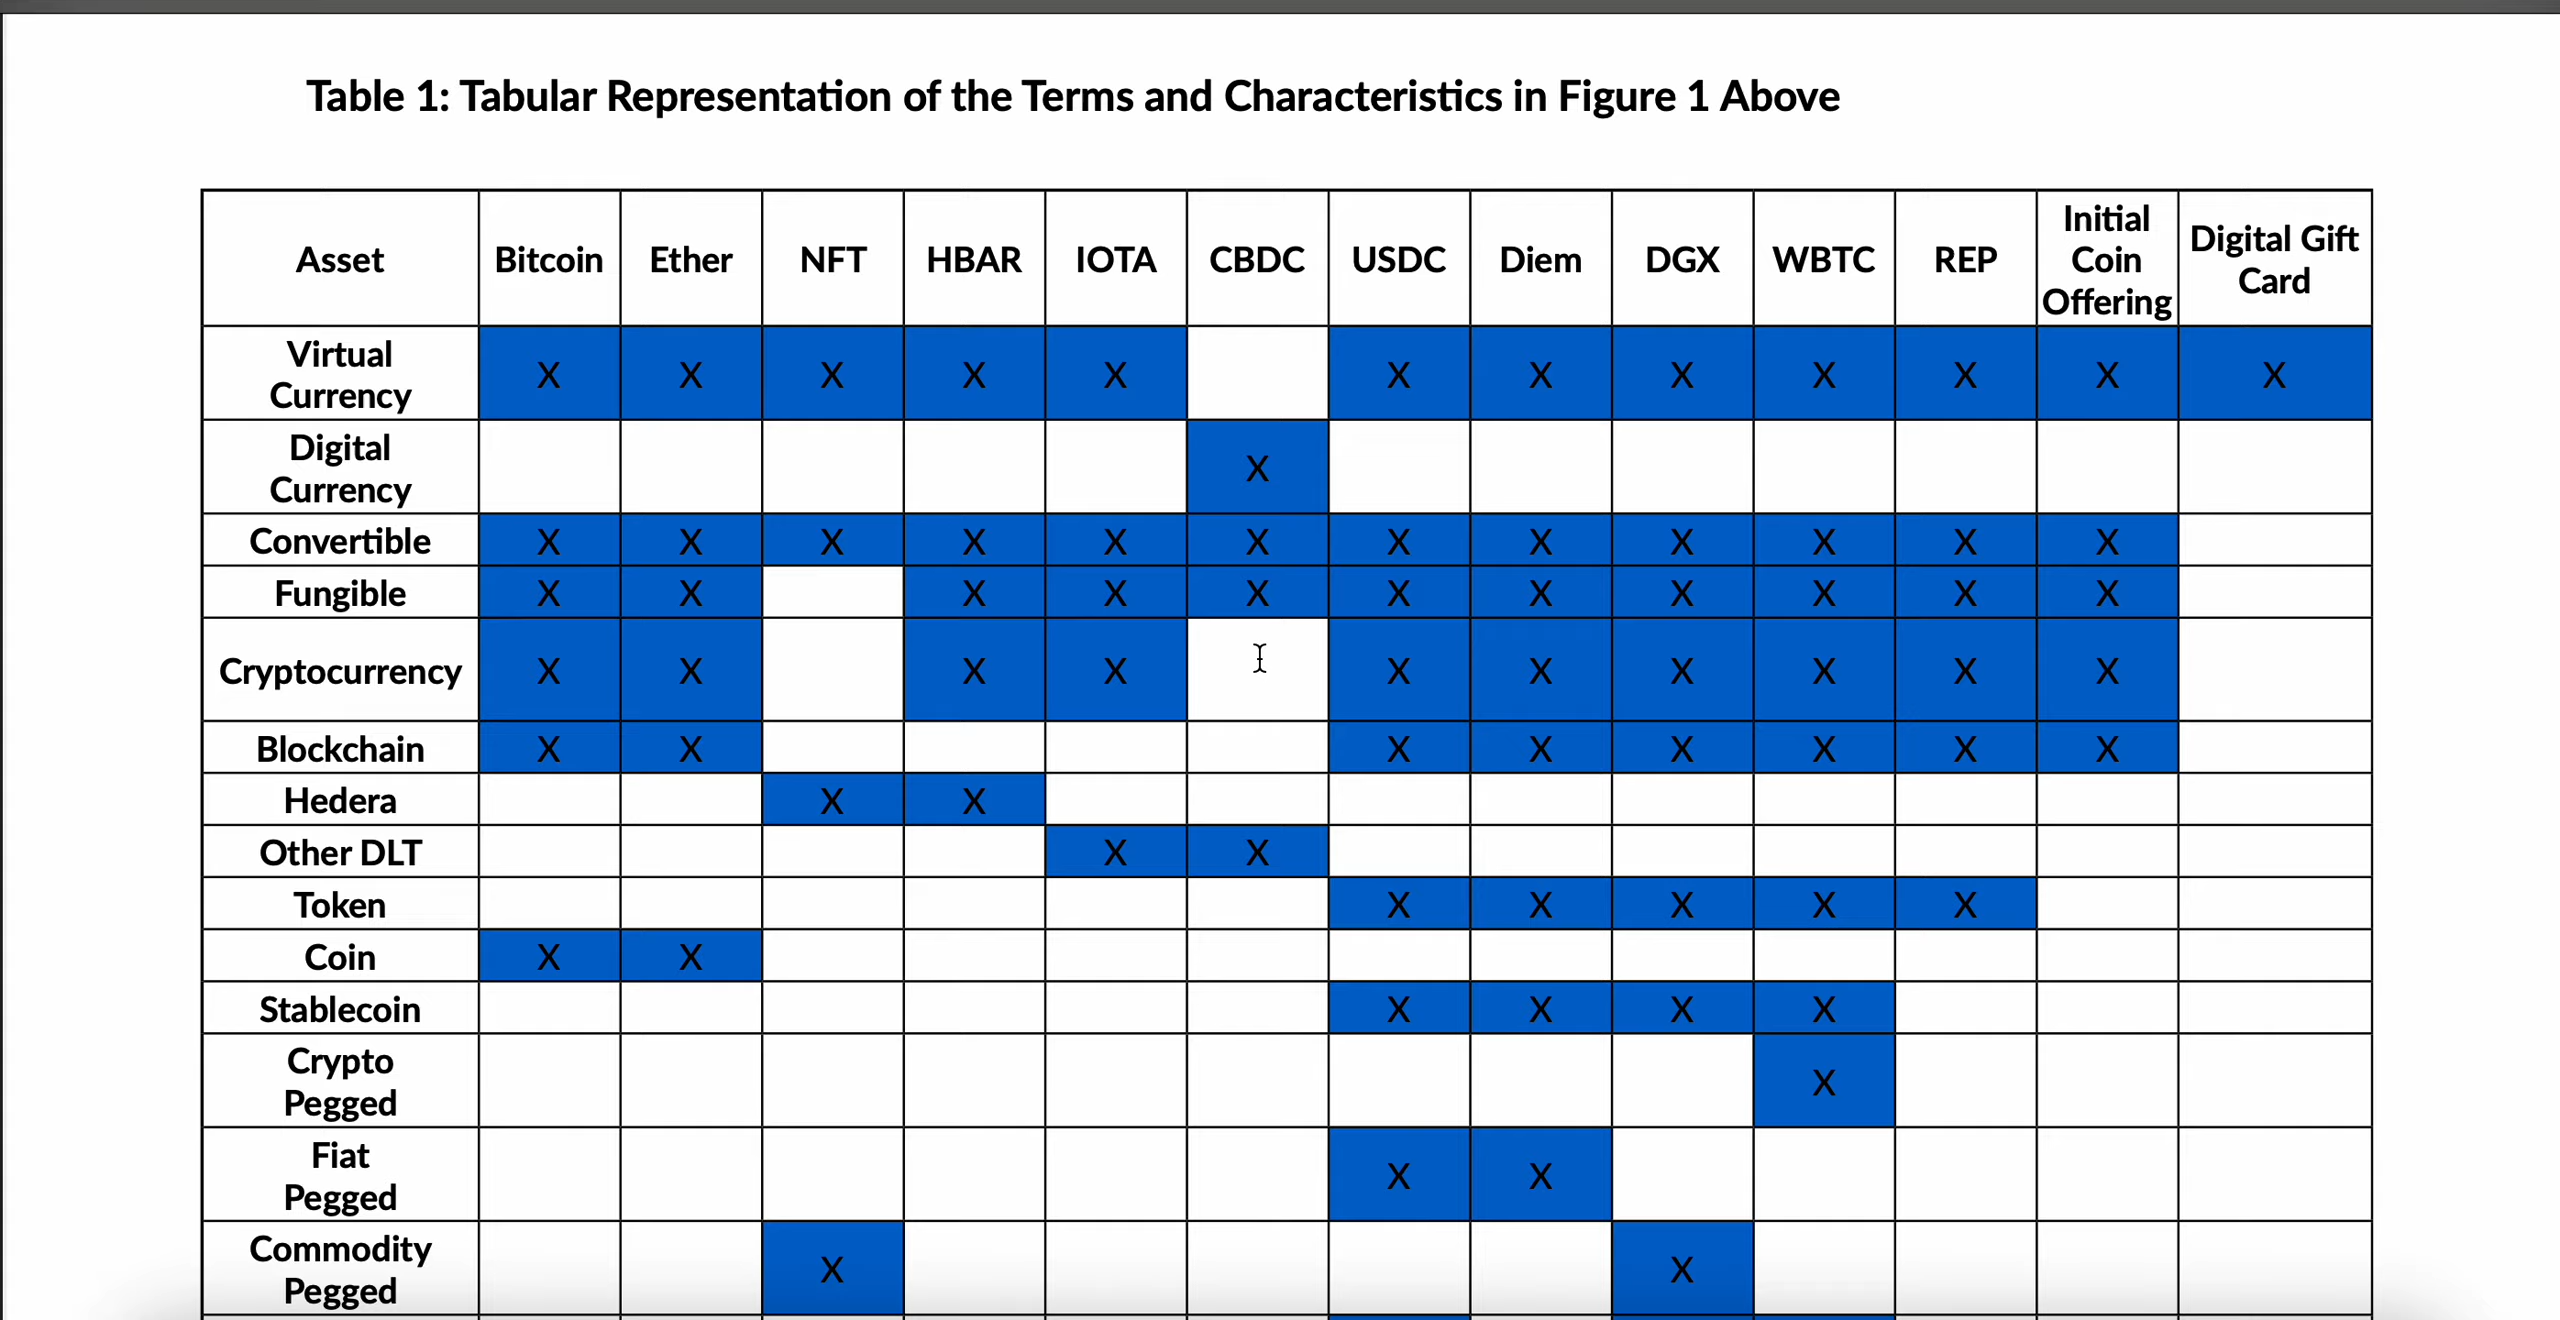 Table 1: Tabular Representation of the Terms and Characteristics in Figure 1 Above
Asset Bitcoin Ether NFT HBAR IOTA CBDC USDC Diem DGX WBTC REP Initial Coin Offering Digital Gift Card
Virtual Currency X X X X X X X X X X X X
Digital Currency X
Convertible X X X X X X X X X X X X
Fungible X X X X X X X X X X X
Cryptocurrency X X X X X X X X X X
Blockchain X X X X X X X X
Hedera X X
Other DLT X X
Token X X X X X
Coin X X
Stablecoin X X X X
Crypto Pegged X
Fiat Pegged X X
Commodity Pegged X X